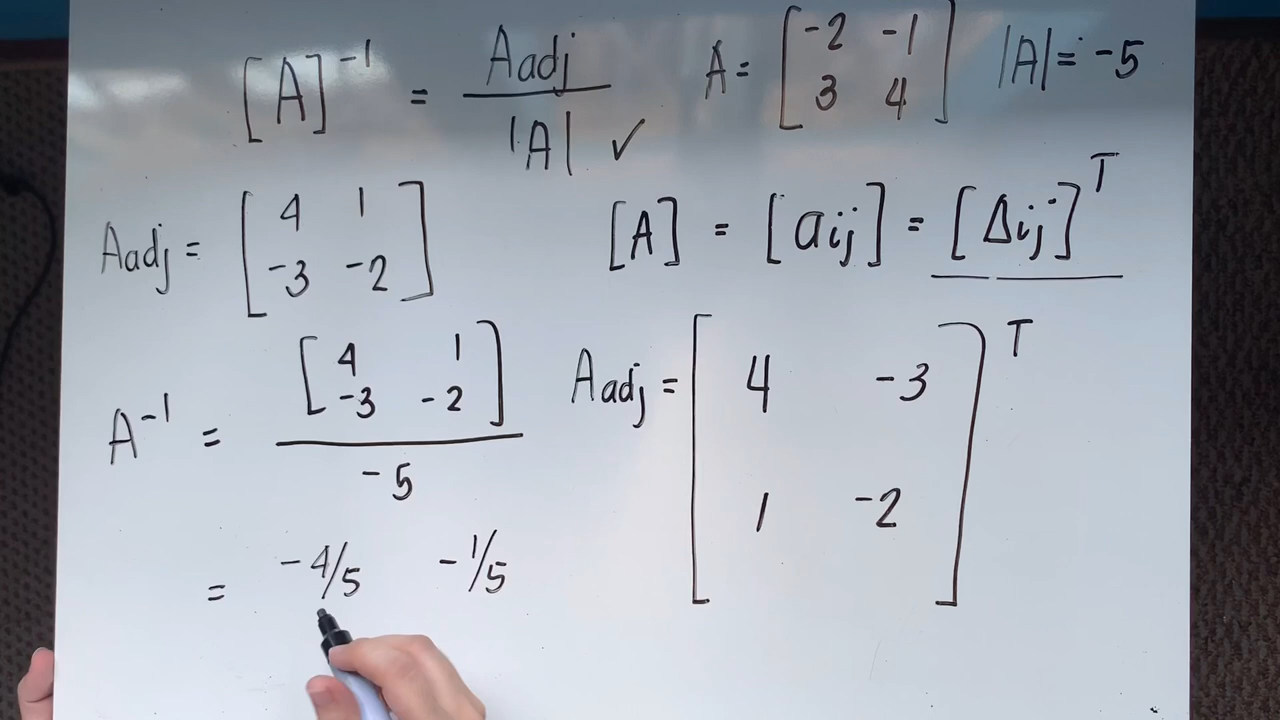 [A]⁻¹ = Aadj / |A| ✓
A = [-2 -1
3 4] |A| = -5
Aadj = [4 1
-3 -2]
[A] = [aij] = [Δij]ᵀ
A⁻¹ = [4 1
-3 -2]
-5
= -4/5 -1/5
Aadj = [4 -3
1 -2]ᵀ